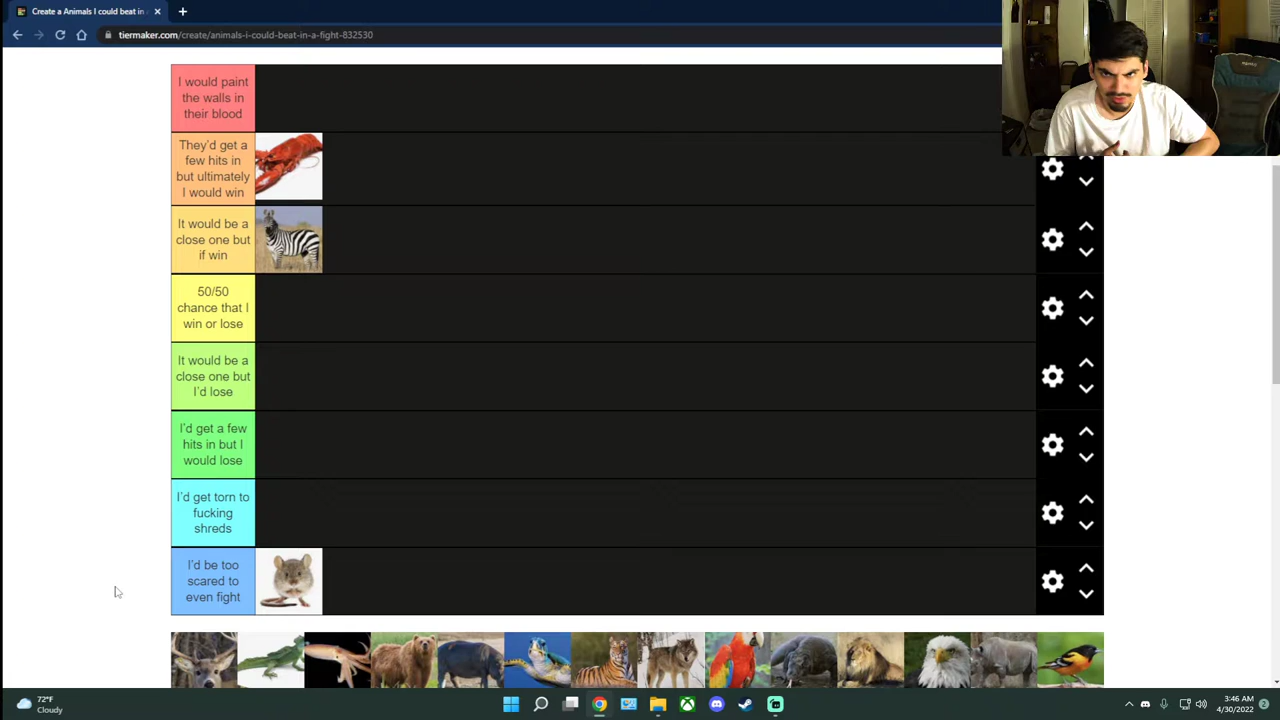 Create a Animals I could beat in
tiermaker.com/create/animals-i-could-beat-in-a-fight-832530
I would paint
the walls in
their blood
They'd get a
few hits in
but ultimately
I would win
It would be a
close one but
if win
50/50
chance that I
win or lose
It would be a
close one but
I'd lose
I'd get a few
hits in but I
would lose
I'd get torn to
fucking
shreds
I'd be too
scared to
even fight
72°F
Cloudy
3:46 AM
4/30/2022